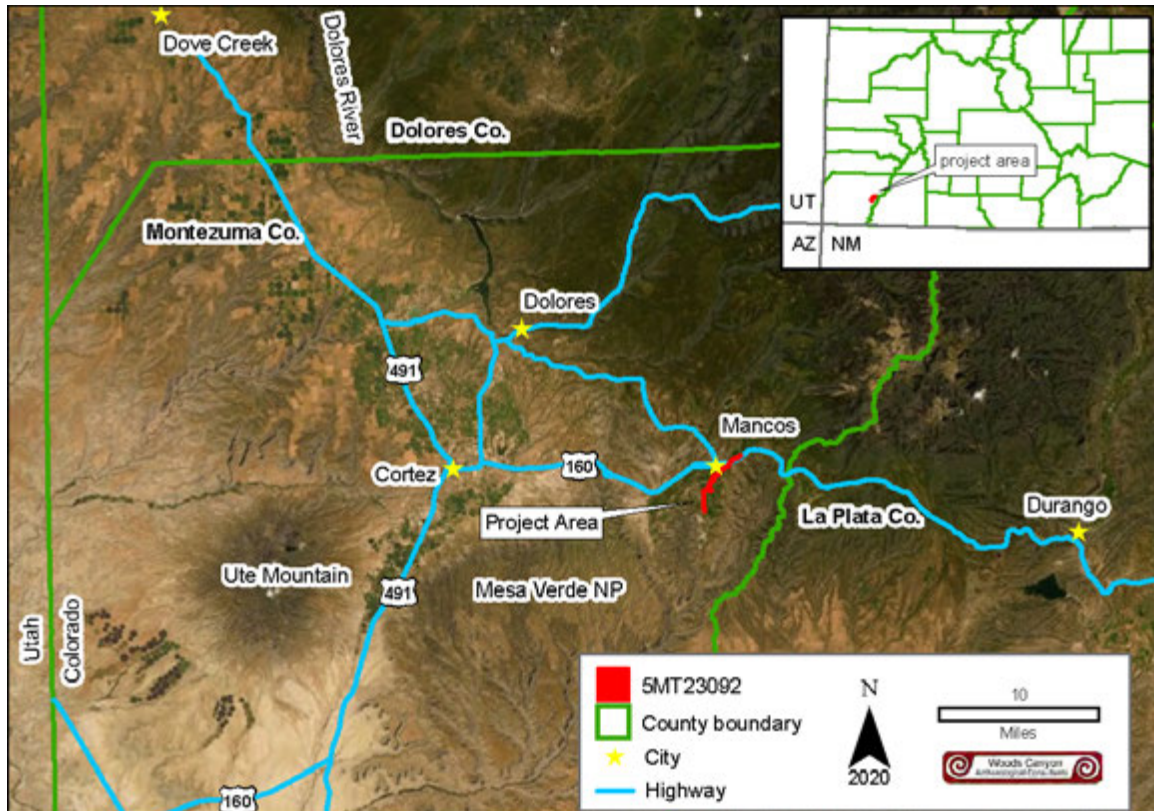 Dove Creek
Dolores River
Dolores Co.
Montezuma Co.
project area
UT
AZ
NM
Dolores
491
Mancos
Cortez
160
Project Area
La Plata Co.
Durango
Ute Mountain
491
Mesa Verde NP
Utah
Colorado
160
5MT23092
County boundary
City
Highway
N
2020
10
Miles
Woods Canyon
Archaeological Consultants